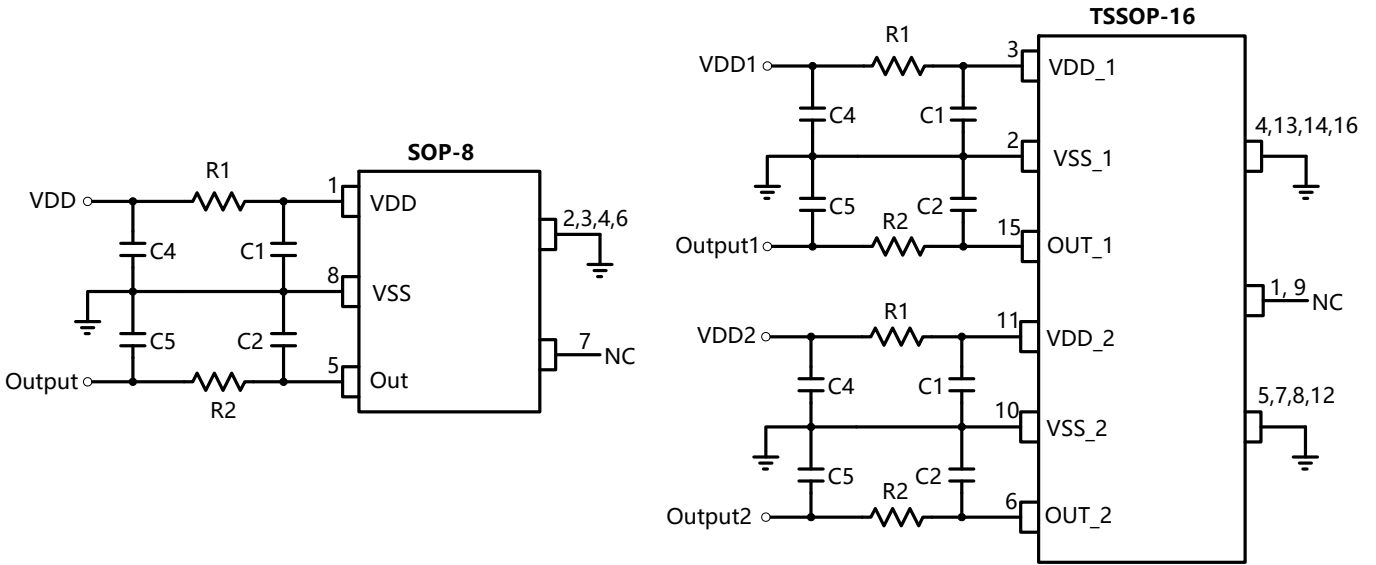 SOP-8
R1
VDD
1
VDD
C4
C1
2,3,4,6
8
VSS
C5
C2
7
NC
5
Output
Out
R2
TSSOP-16
R1
VDD1
3
VDD_1
C4
C1
4,13,14,16
2
VSS_1
C5
C2
R2
15
Output1
OUT_1
1, 9
NC
R1
VDD2
11
VDD_2
C4
C1
5,7,8,12
10
VSS_2
C5
C2
R2
6
Output2
OUT_2